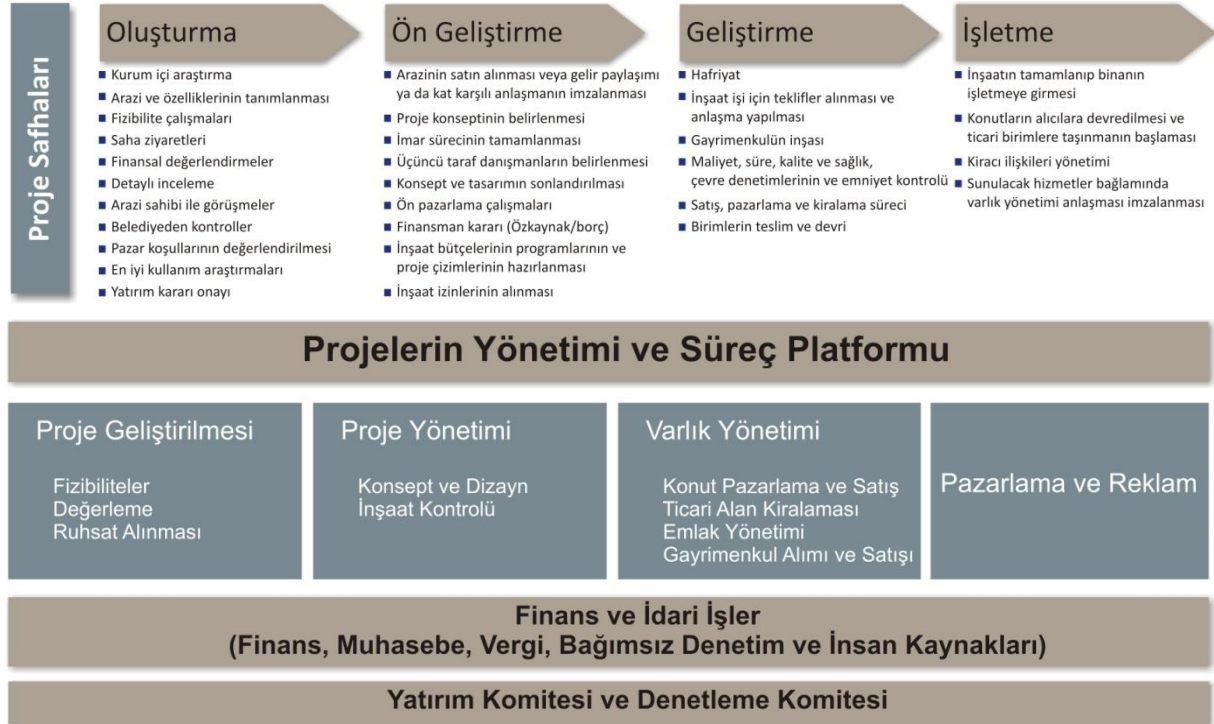 Proje Safhaları
Oluşturma
Kurum içi araştırma
Arazi ve özelliklerinin tanımlanması
Fizibilite çalışmaları
Saha ziyaretleri
Finansal değerlendirmeler
Detaylı inceleme
Arazi sahibi ile görüşmeler
Belediyeden kontroller
Pazar koşullarının değerlendirilmesi
En iyi kullanım araştırmaları
Yatırım kararı onayı
Ön Geliştirme
Arazinin satın alınması veya gelir paylaşımı
ya da kat karşılı anlaşmanın imzalanması
Proje konseptinin belirlenmesi
İmar sürecinin tamamlanması
Üçüncü taraf danışmanların belirlenmesi
Konsept ve tasarımın sonlandırılması
Ön pazarlama çalışmaları
Finansman kararı (Özkaynak/borç)
İnşaat bütçelerinin programlarının ve
proje çizimlerinin hazırlanması
İnşaat izinlerinin alınması
Geliştirme
Hafriyat
İnşaat işi için teklifler alınması ve
anlaşma yapılması
Gayrimenkulün inşası
Maliyet, süre, kalite ve sağlık,
çevre denetimlerinin ve emniyet kontrolü
Satış, pazarlama ve kiralama süreci
Birimlerin teslim ve devri
İşletme
İnşaatın tamamlanıp binanın
işletmeye girmesi
Konutların alıcılara devredilmesi ve
ticari birimlere taşınmanın başlaması
Kiracı ilişkileri yönetimi
Sunulacak hizmetler bağlamında
varlık yönetimi anlaşması imzalanması
Projelerin Yönetimi ve Süreç Platformu
Proje Geliştirilmesi
Fizibiliteler
Değerleme
Ruhsat Alınması
Proje Yönetimi
Konsept ve Dizayn
İnşaat Kontrolü
Varlık Yönetimi
Konut Pazarlama ve Satış
Ticari Alan Kiralaması
Emlak Yönetimi
Gayrimenkul Alımı ve Satışı
Pazarlama ve Reklam
Finans ve İdari İşler
(Finans, Muhasebe, Vergi, Bağımsız Denetim ve İnsan Kaynakları)
Yatırım Komitesi ve Denetleme Komitesi